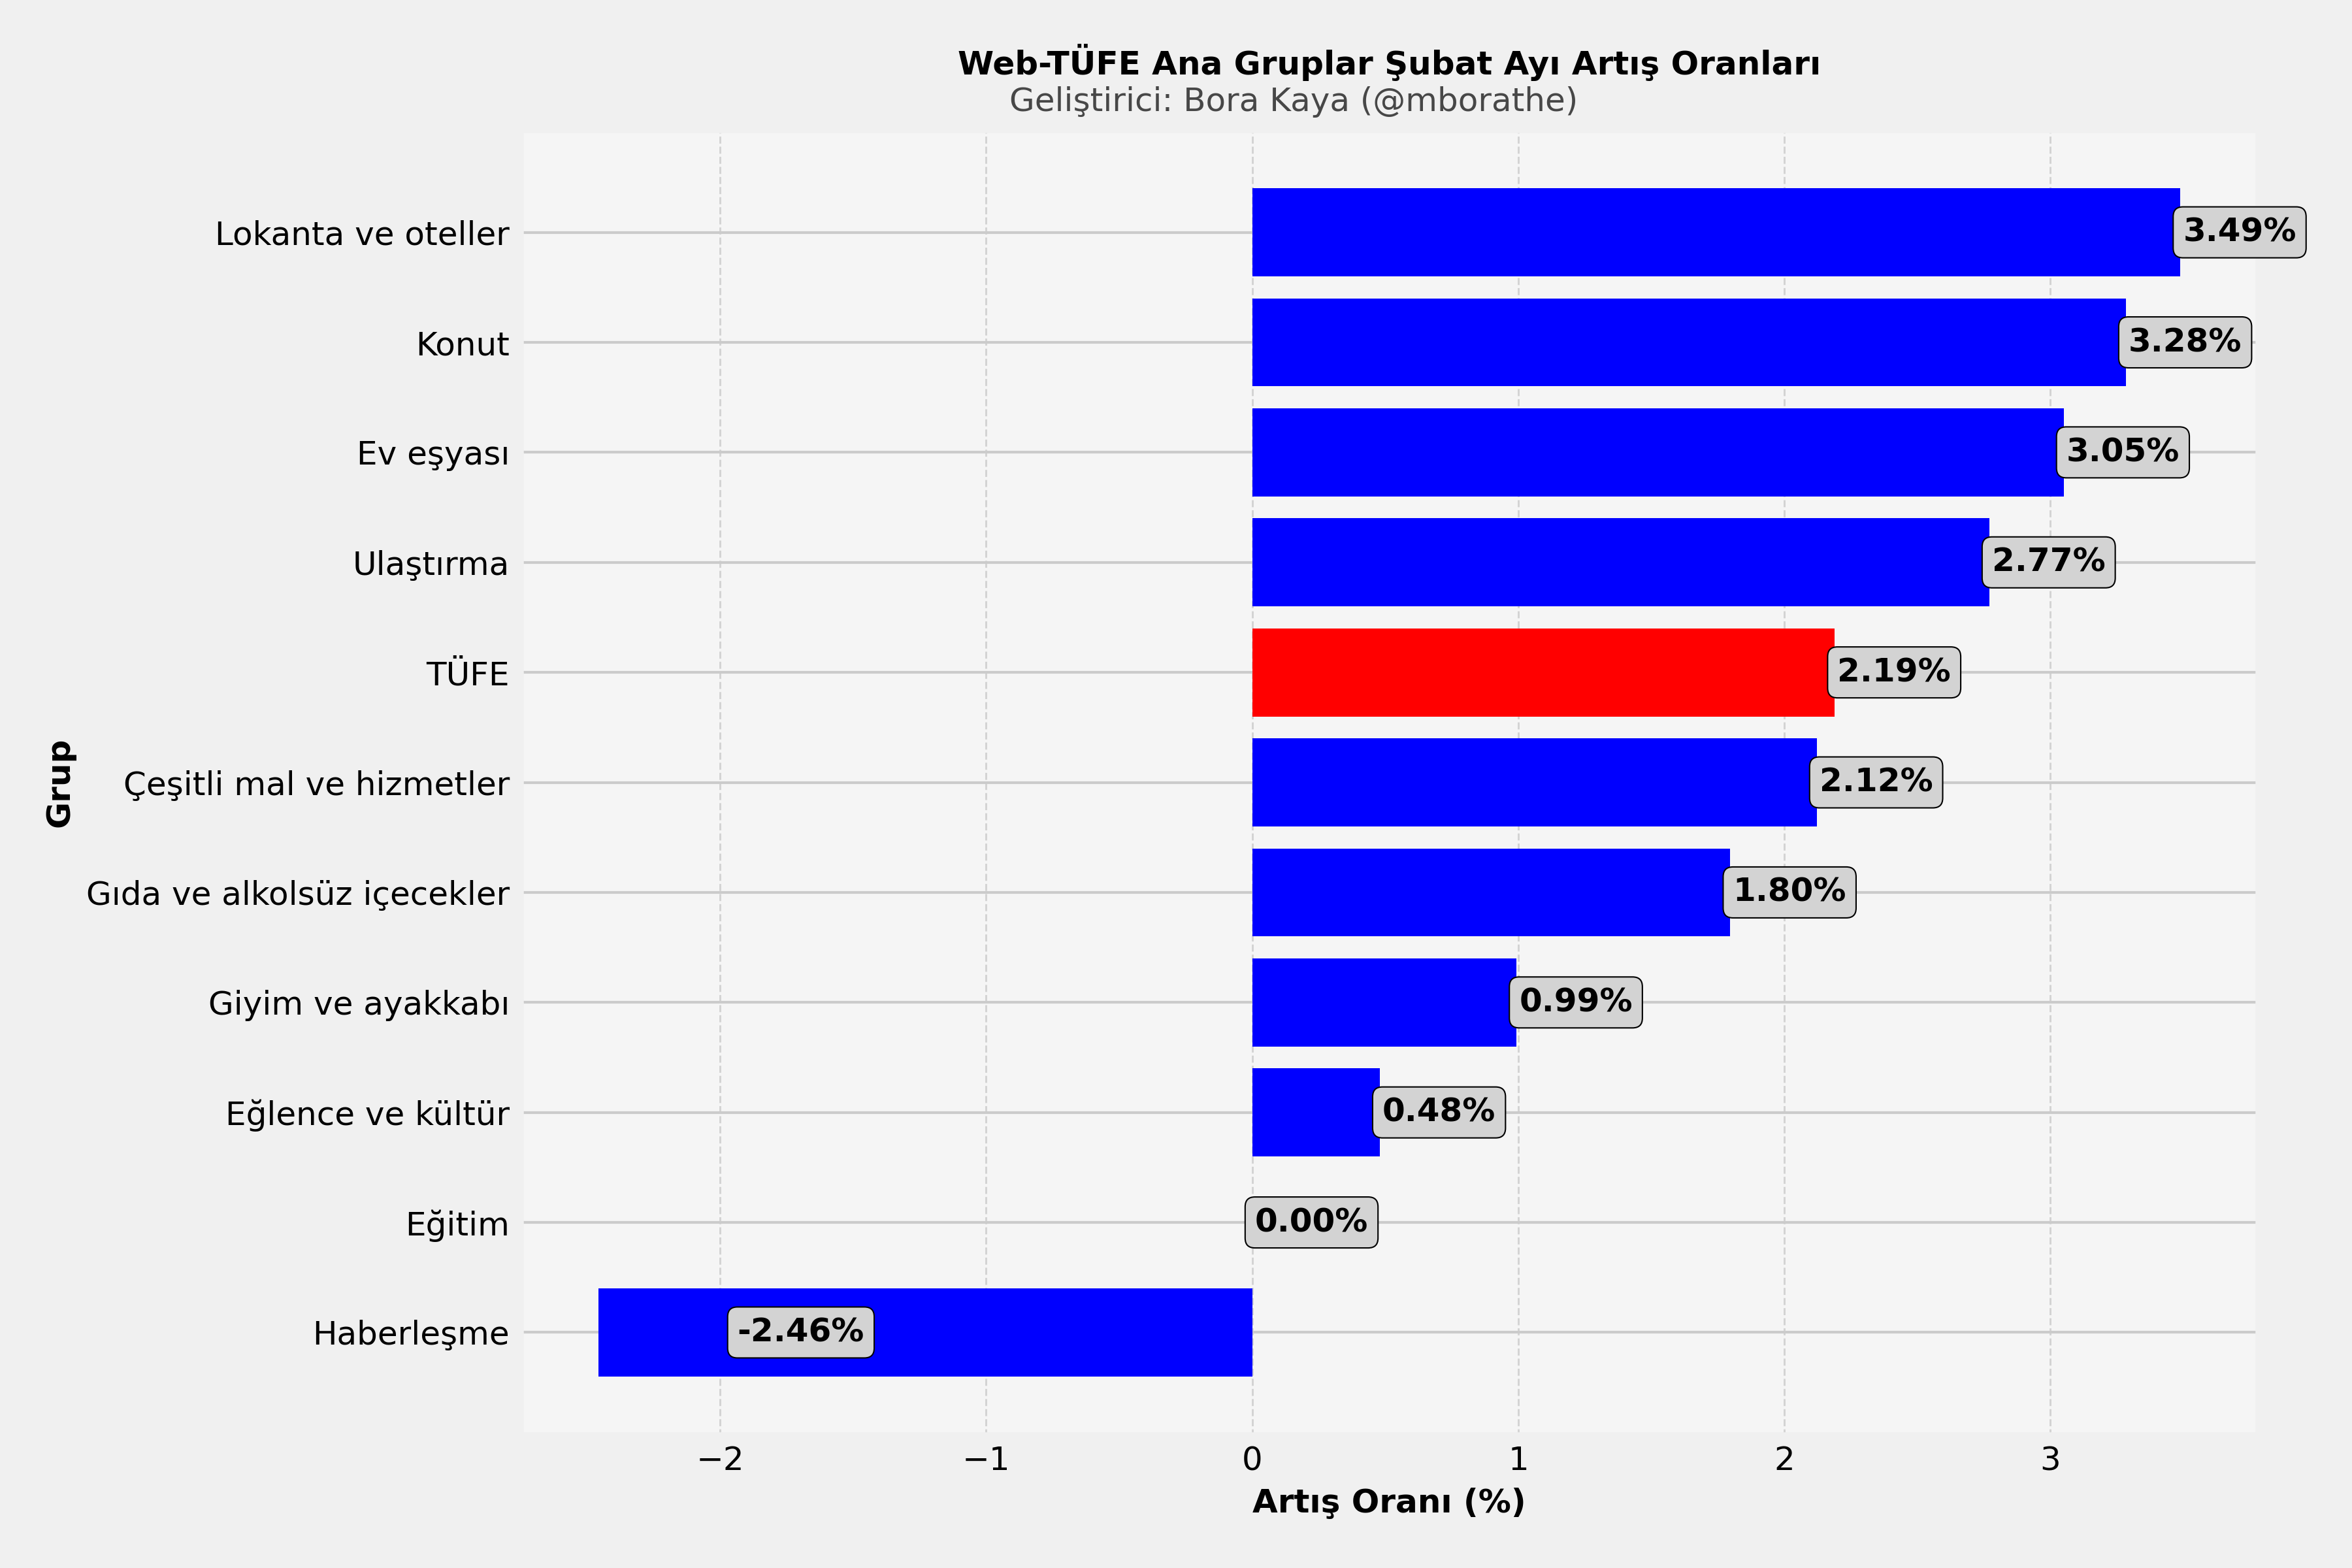 Web-TÜFE Ana Gruplar Şubat Ayı Artış Oranları
Geliştirici: Bora Kaya (@mborathe)
Grup
Lokanta ve oteller 3.49%
Konut 3.28%
Ev eşyası 3.05%
Ulaştırma 2.77%
TÜFE 2.19%
Çeşitli mal ve hizmetler 2.12%
Gıda ve alkolsüz içecekler 1.80%
Giyim ve ayakkabı 0.99%
Eğlence ve kültür 0.48%
Eğitim 0.00%
Haberleşme -2.46%
−2 −1 0 1 2 3
Artış Oranı (%)